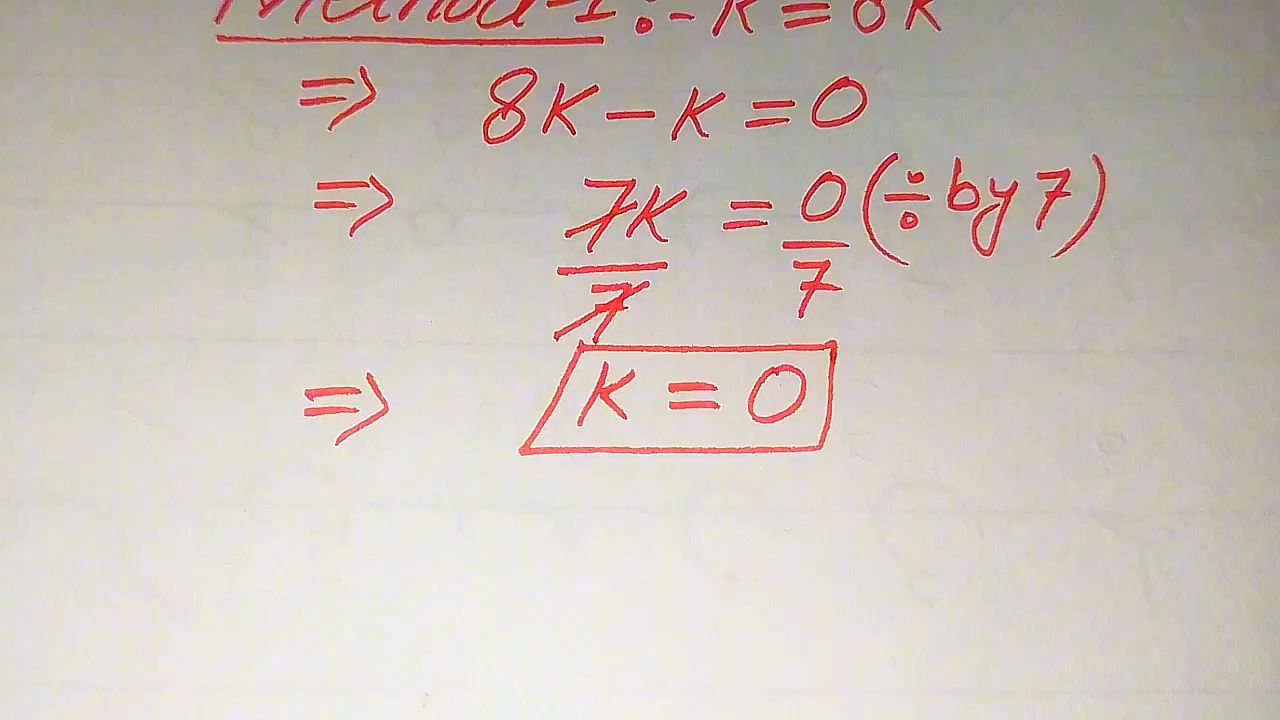 Method-1 :- K = 8K
=> 8K - K = 0
=> 7K/7 = 0/7 (÷ by 7)
=> K = 0